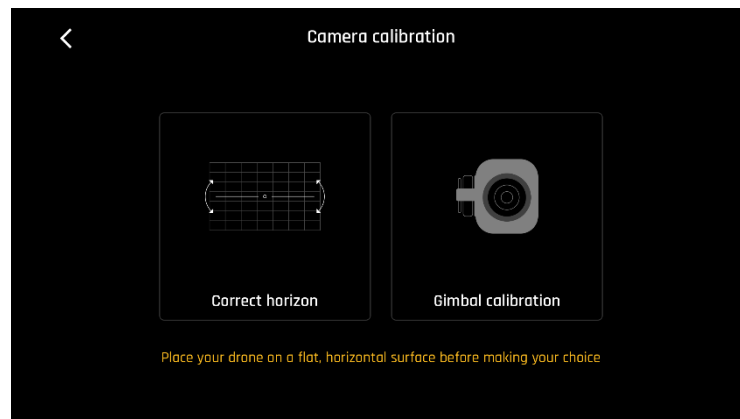 Camera calibration
Correct horizon
Gimbal calibration
Place your drone on a flat, horizontal surface before making your choice